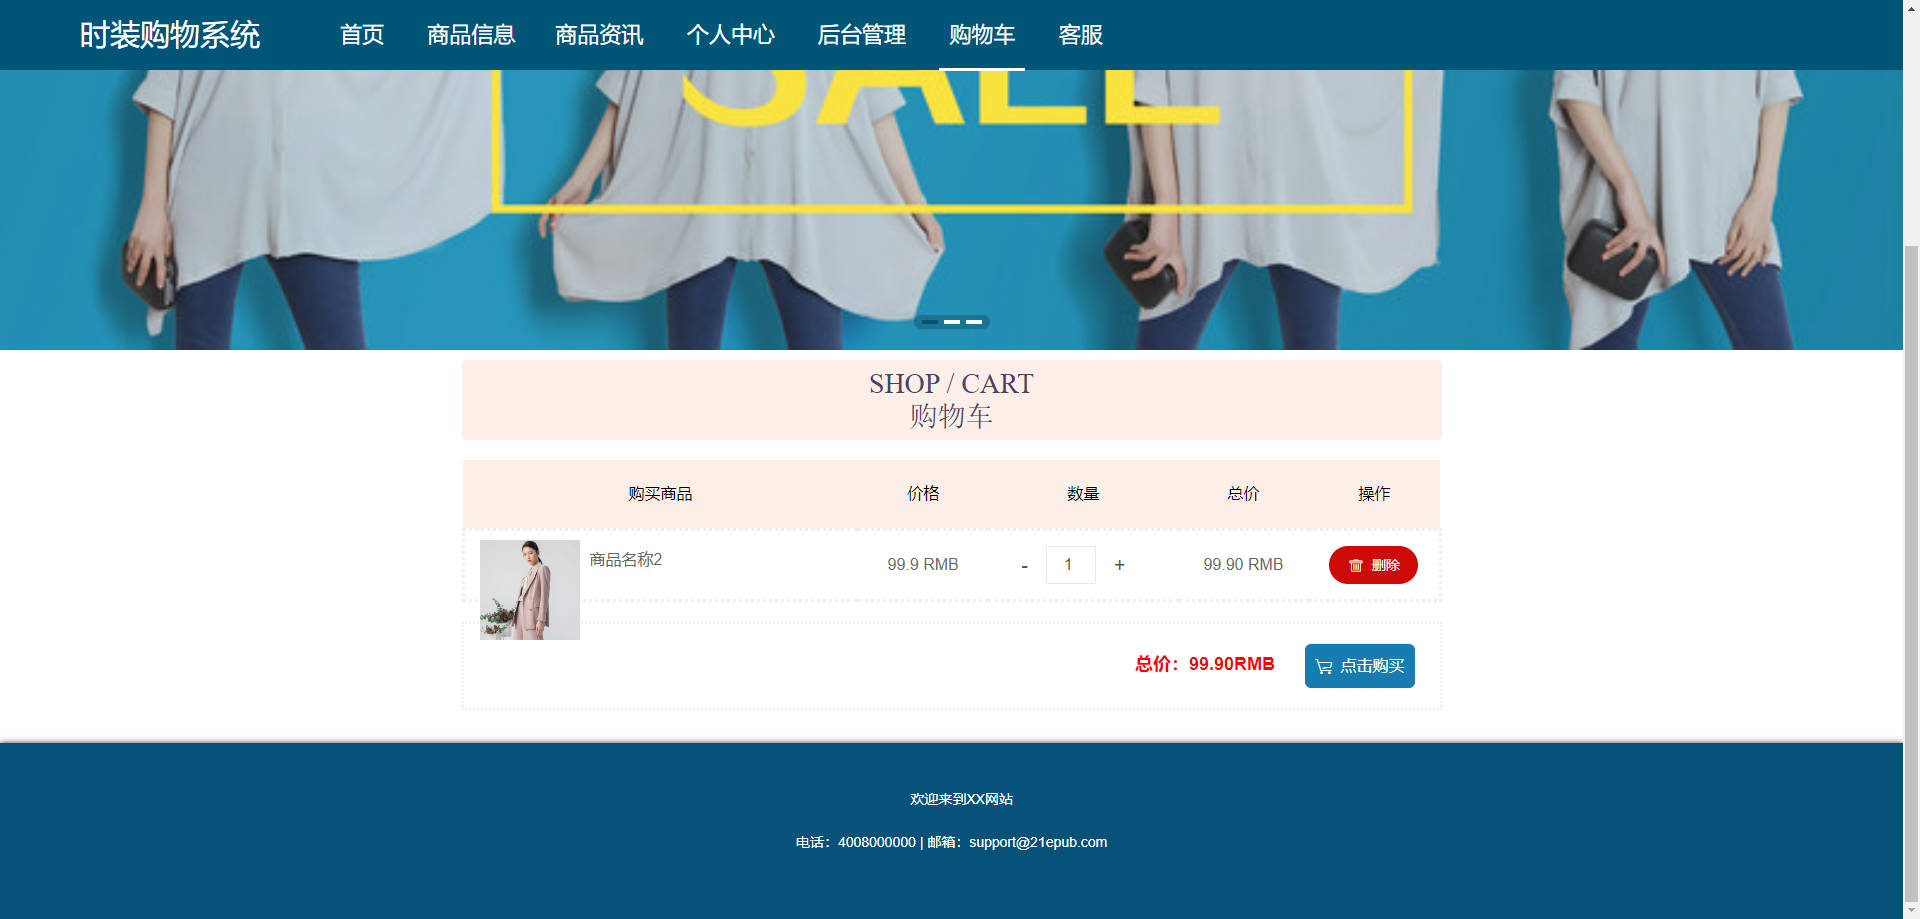 时装购物系统 首页 商品信息 商品资讯 个人中心 后台管理 购物车 客服
SALE
SHOP / CART
购物车
购买商品 价格 数量 总价 操作
商品名称2 99.9 RMB - 1 + 99.90 RMB 删除
总价：99.90RMB 点击购买
欢迎来到XX网站
电话：4008000000 | 邮箱：support@21epub.com